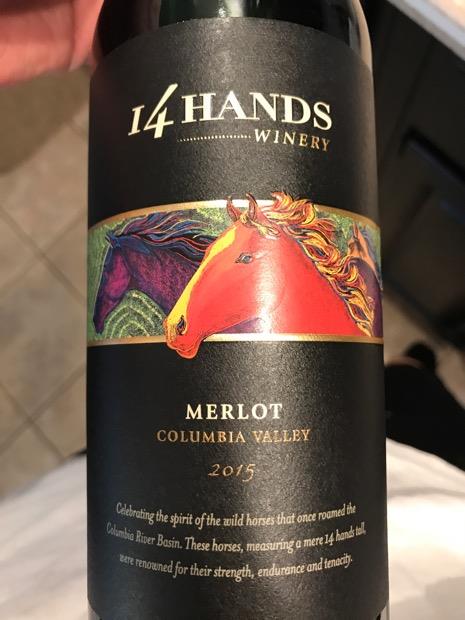 14 HANDS
WINERY
MERLOT
COLUMBIA VALLEY
2015
Celebrating the spirit of the wild horses that once roamed the
Columbia River Basin. These horses, measuring a mere 14 hands tall,
were renowned for their strength, endurance and tenacity.